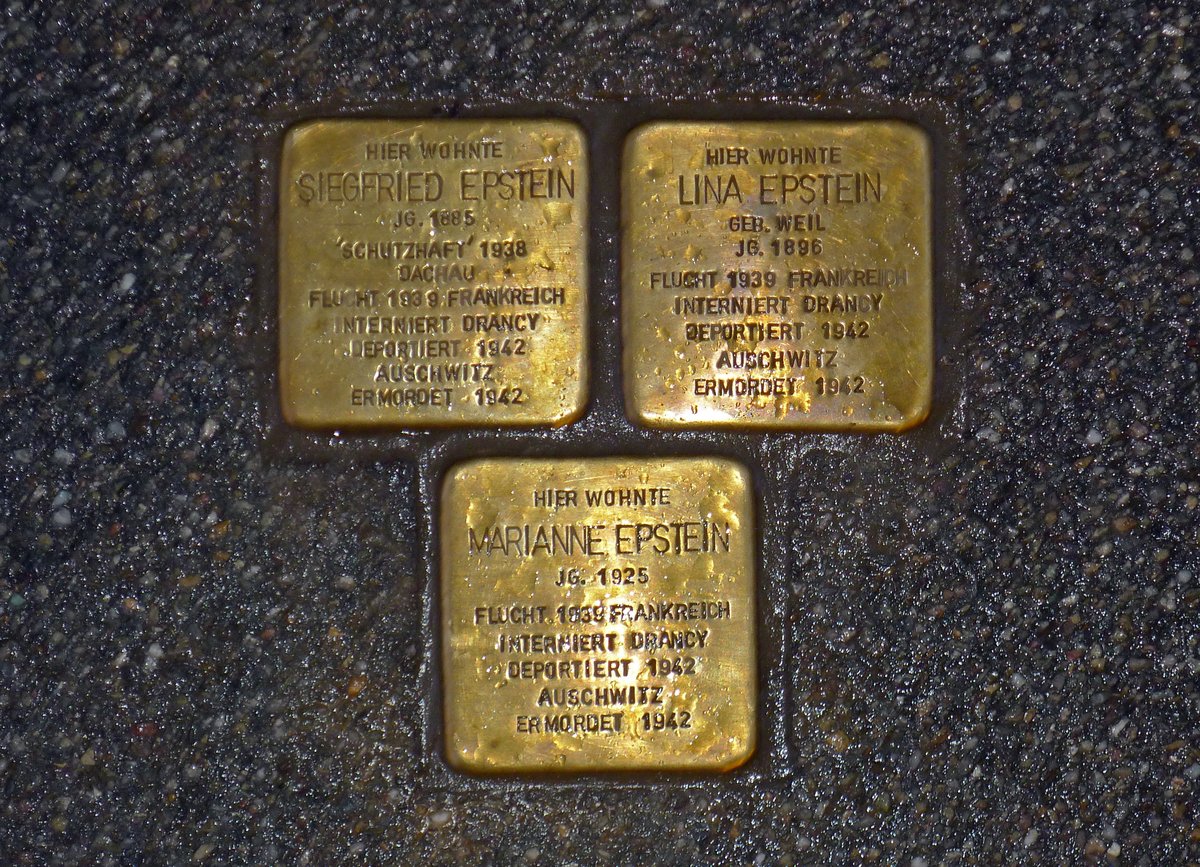 HIER WOHNTE
SIEGFRIED EPSTEIN
JG. 1885
'SCHUTZHAFT' 1938
DACHAU
FLUCHT 1939 FRANKREICH
INTERNIERT DRANCY
DEPORTIERT 1942
AUSCHWITZ
ERMORDET 1942
HIER WOHNTE
LINA EPSTEIN
GEB. WEIL
JG. 1896
FLUCHT 1939 FRANKREICH
INTERNIERT DRANCY
DEPORTIERT 1942
AUSCHWITZ
ERMORDET 1942
HIER WOHNTE
MARIANNE EPSTEIN
JG. 1925
FLUCHT 1939 FRANKREICH
INTERNIERT DRANCY
DEPORTIERT 1942
AUSCHWITZ
ERMORDET 1942